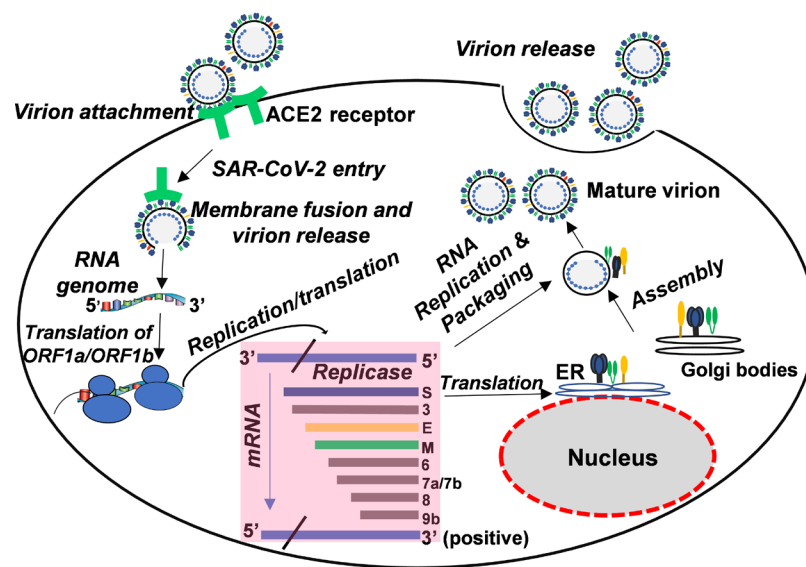 Virion release
Virion attachment
ACE2 receptor
SAR-CoV-2 entry
Membrane fusion and
virion release
Mature virion
RNA
genome
5' 3'
Translation of
ORF1a/ORF1b
Replication/translation
RNA
Replication &
Packaging
Assembly
Golgi bodies
3' 5'
Replicase
mRNA
S
3
E
M
6
7a/7b
8
9b
5' 3' (positive)
Translation
ER
Nucleus